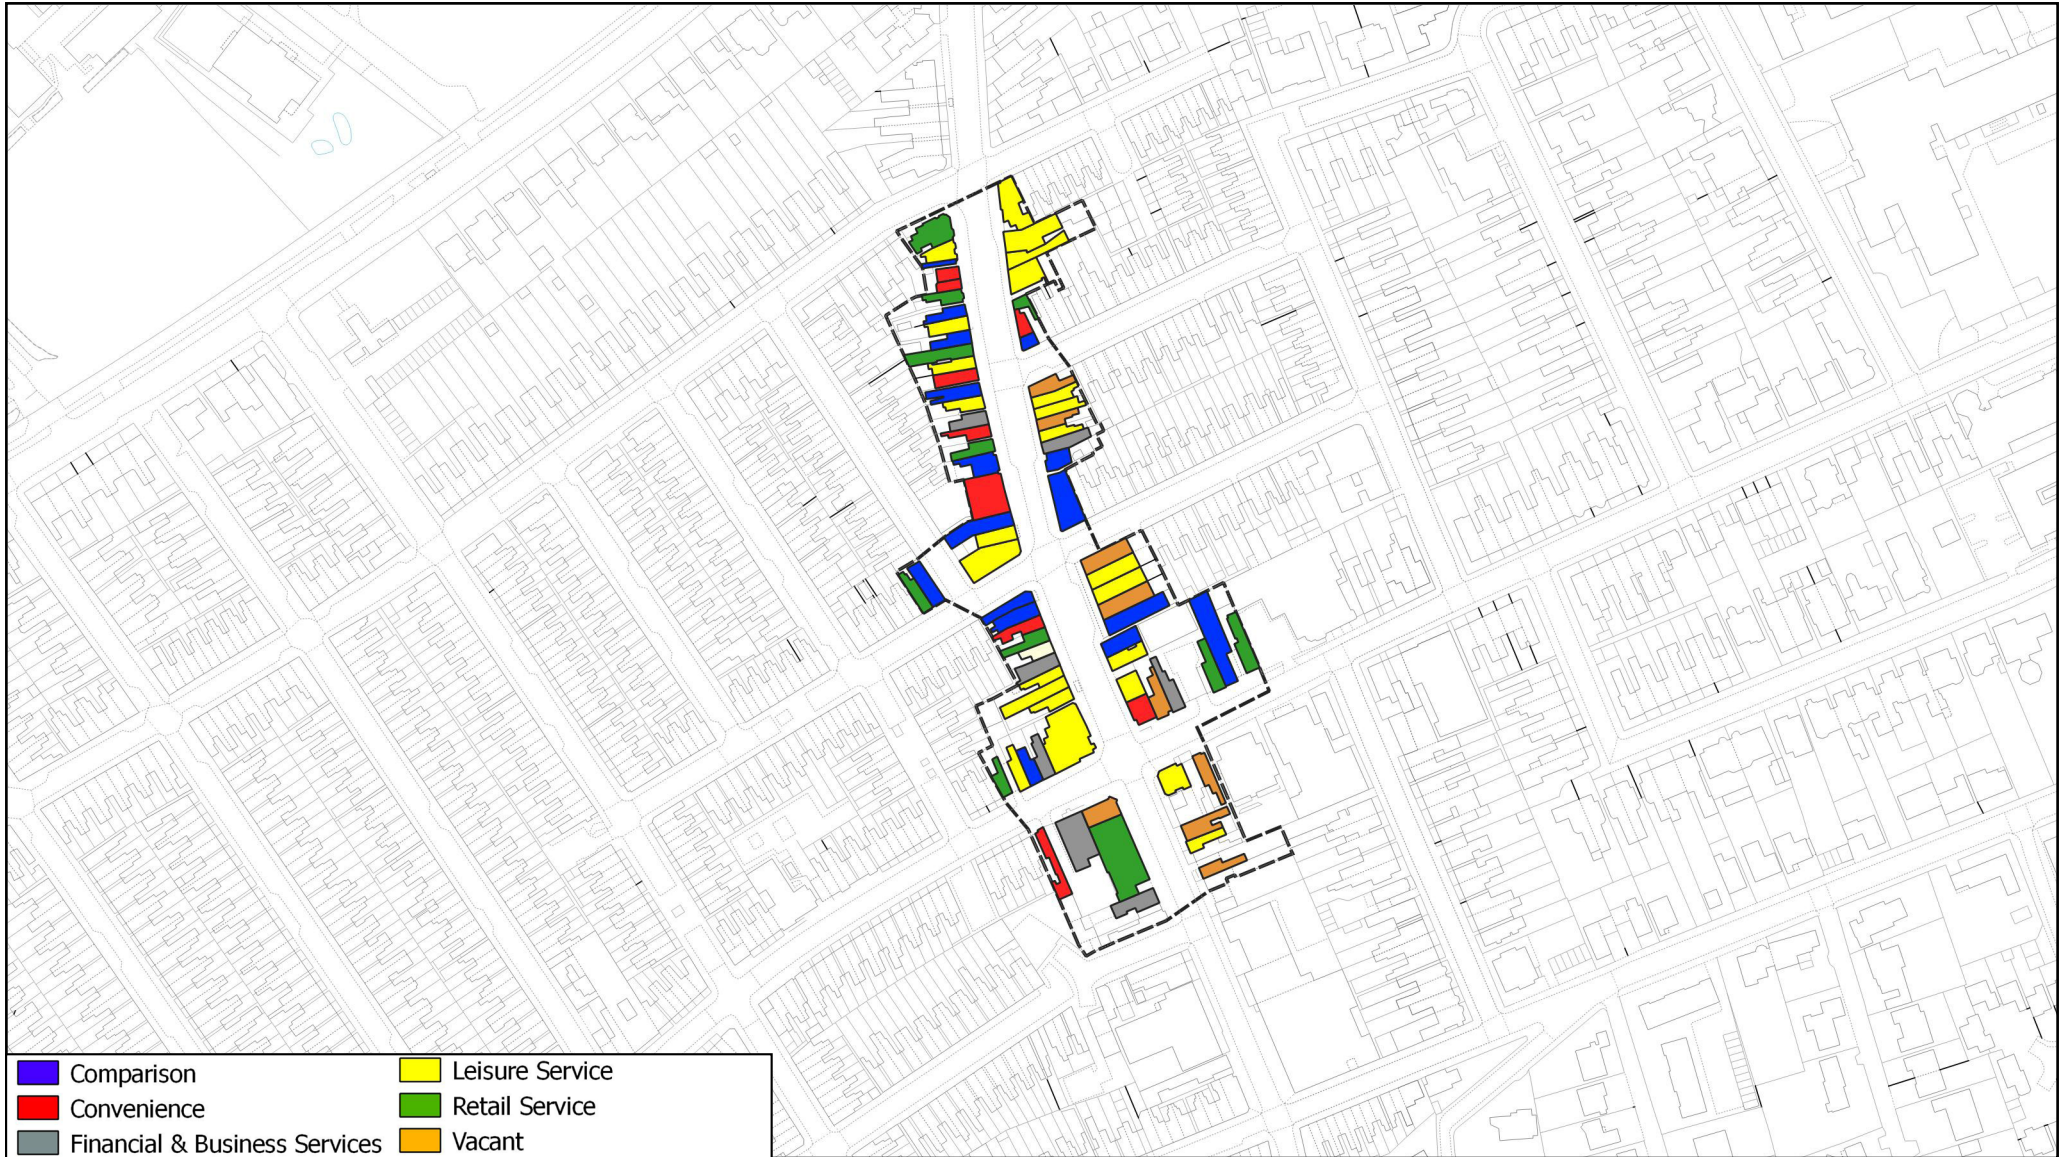 Comparison
Convenience
Financial & Business Services
Leisure Service
Retail Service
Vacant